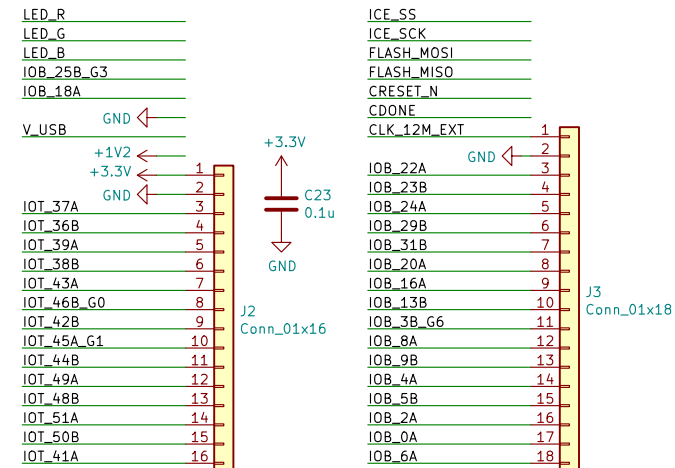 LED_R
LED_G
LED_B
IOB_25B_G3
IOB_18A
GND
V_USB
+1V2
+3.3V 1
GND 2
IOT_37A 3
IOT_36B 4
IOT_39A 5
IOT_38B 6
IOT_43A 7
IOT_46B_G0 8
IOT_42B 9
IOT_45A_G1 10
IOT_44B 11
IOT_49A 12
IOT_48B 13
IOT_51A 14
IOT_50B 15
IOT_41A 16
J2
Conn_01x16
+3.3V
C23
0.1u
GND
ICE_SS
ICE_SCK
FLASH_MOSI
FLASH_MISO
CRESET_N
CDONE
CLK_12M_EXT 1
GND 2
IOB_22A 3
IOB_23B 4
IOB_24A 5
IOB_29B 6
IOB_31B 7
IOB_20A 8
IOB_16A 9
IOB_13B 10
IOB_3B_G6 11
IOB_8A 12
IOB_9B 13
IOB_4A 14
IOB_5B 15
IOB_2A 16
IOB_0A 17
IOB_6A 18
J3
Conn_01x18